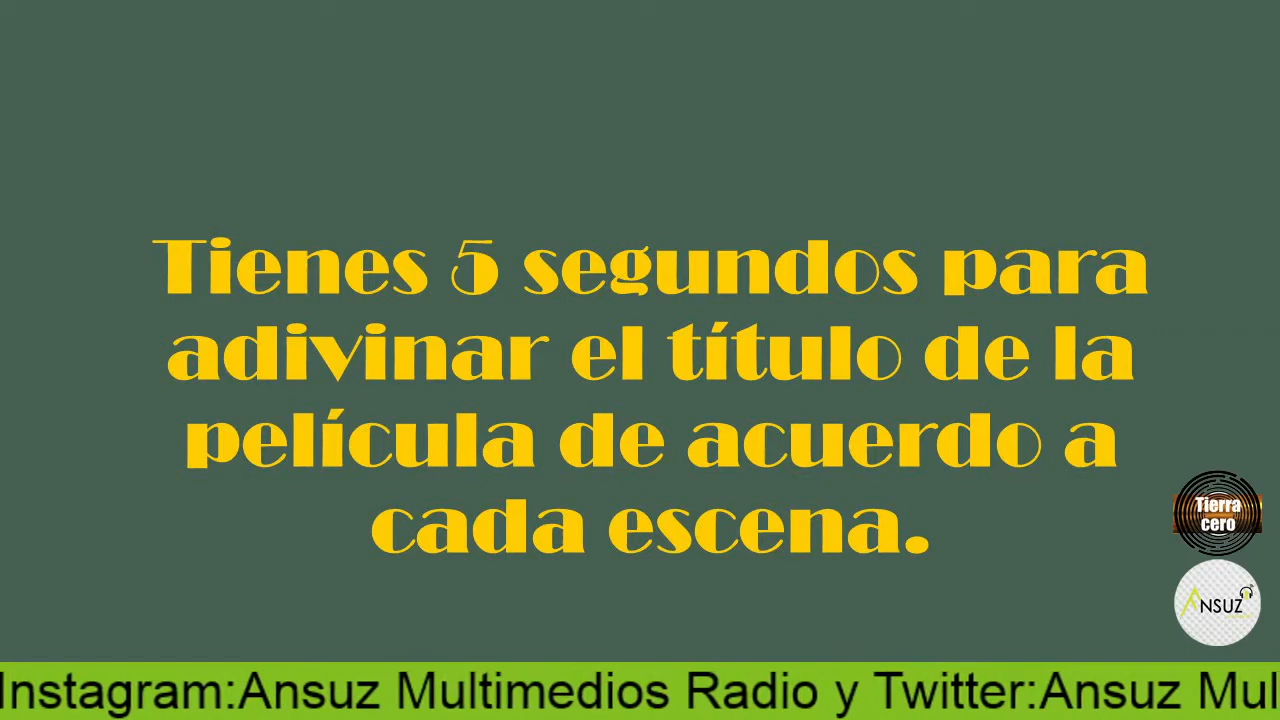 Tienes 5 segundos para
adivinar el título de la
película de acuerdo a
cada escena.
Tierra
cero
ANSUZ
Instagram:Ansuz Multimedios Radio y Twitter:Ansuz Mul